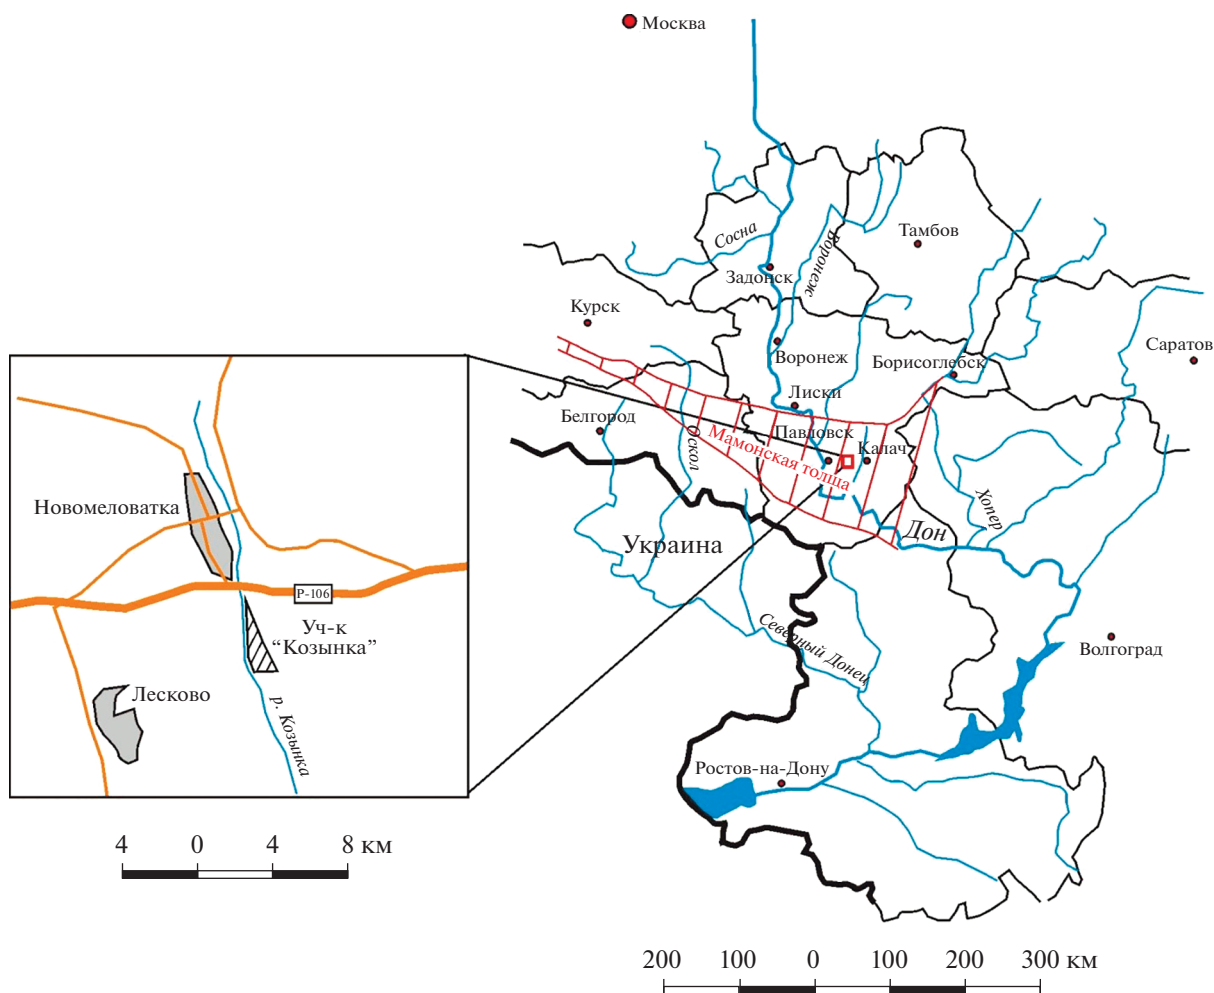 Москва
Сосна
Воронеж
Тамбов
Задонск
Курск
Воронеж
Борисоглебск
Саратов
Лиски
Белгород
Оскол
Павловск
Калач
Мамонская толща
Хопер
Дон
Украина
Северный Донец
Волгоград
Ростов-на-Дону
Новомеловатка
Р-106
Уч-к
“Козынка”
Лесково
р. Козынка
4 0 4 8 км
200 100 0 100 200 300 км